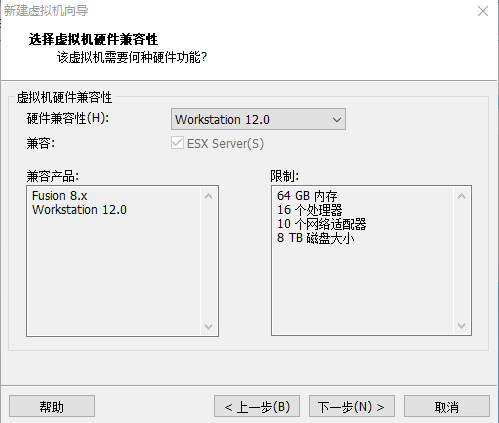 新建虚拟机向导
选择虚拟机硬件兼容性
该虚拟机需要何种硬件功能?
虚拟机硬件兼容性
硬件兼容性(H): Workstation 12.0
兼容: ESX Server(S)
兼容产品:
Fusion 8.x
Workstation 12.0
限制:
64 GB 内存
16 个处理器
10 个网络适配器
8 TB 磁盘大小
帮助 < 上一步(B) 下一步(N) > 取消